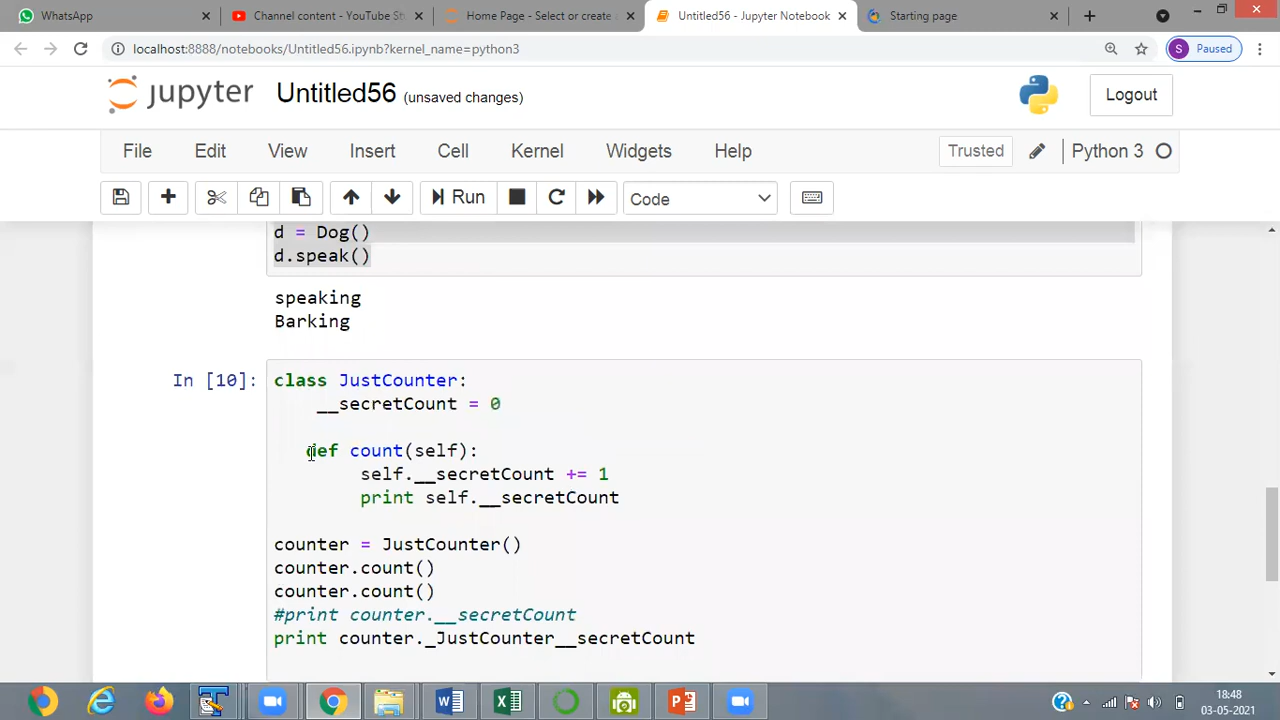 WhatsApp
Channel content - YouTube St
Home Page - Select or create
Untitled56 - Jupyter Notebook
Starting page
localhost:8888/notebooks/Untitled56.ipynb?kernel_name=python3
S Paused
jupyter Untitled56 (unsaved changes)
Logout
File Edit View Insert Cell Kernel Widgets Help
Trusted Python 3
Run Code
d = Dog()
d.speak()
speaking
Barking
In [10]: class JustCounter:
__secretCount = 0
def count(self):
self.__secretCount += 1
print self.__secretCount
counter = JustCounter()
counter.count()
counter.count()
#print counter.__secretCount
print counter._JustCounter__secretCount
18:48
03-05-2021